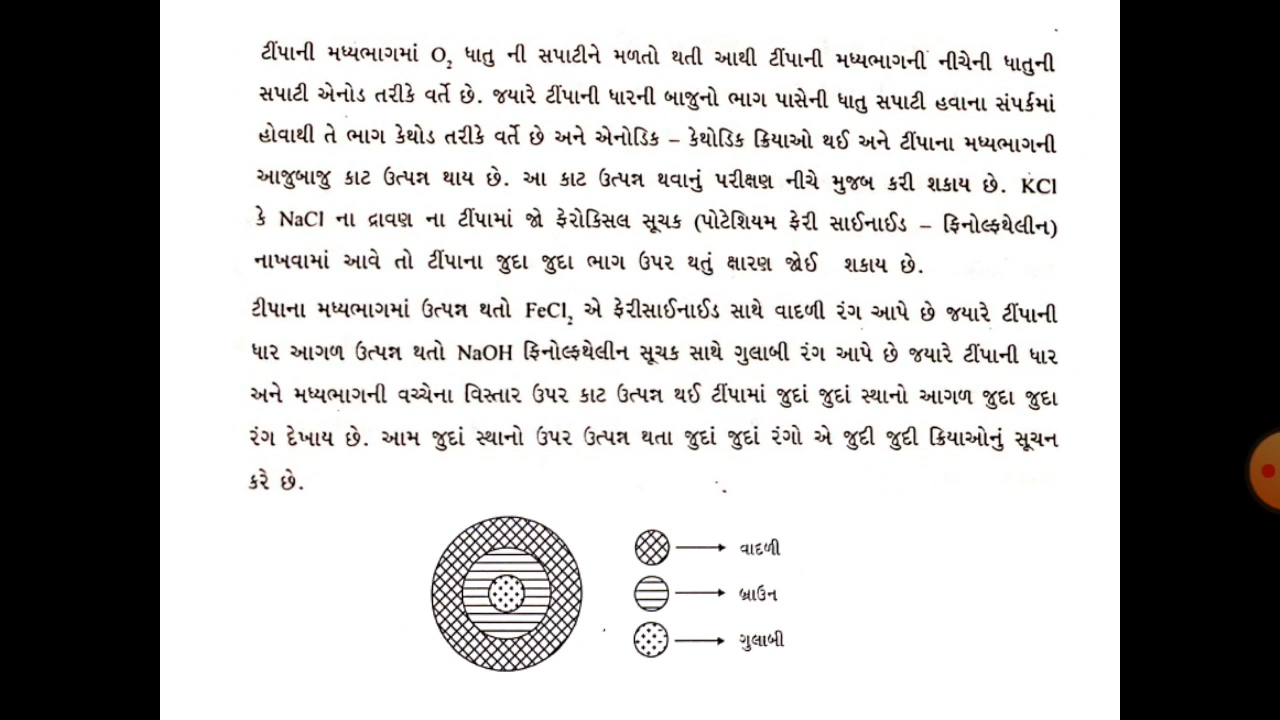 ટીંપાની મધ્યભાગમાં O₂ ધાતુ ની સપાટીને મળતો થતી આથી ટીંપાની મધ્યભાગની નીચેની ધાતુની
સપાટી એનોડ તરીકે વર્તે છે. જ્યારે ટીંપાની ધારની બાજુનો ભાગ પાસેની ધાતુ સપાટી હવાના સંપર્કમાં
હોવાથી તે ભાગ કેથોડ તરીકે વર્તે છે અને એનોડિક – કેથોડિક ક્રિયાઓ થઈ અને ટીંપાના મધ્યભાગની
આજુબાજુ કાટ ઉત્પન્ન થાય છે. આ કાટ ઉત્પન્ન થવાનું પરીક્ષણ નીચે મુજબ કરી શકાય છે. KCl
કે NaCl ના દ્રાવણ ના ટીંપામાં જો ફેરોક્સિલ સૂચક (પોટેશિયમ ફેરી સાઈનાઈડ – ફિનોલ્ફથેલીન)
નાખવામાં આવે તો ટીંપાના જુદા જુદા ભાગ ઉપર થતું ક્ષારણ જોઈ શકાય છે.
ટીપાના મધ્યભાગમાં ઉત્પન્ન થતો FeCl₂ એ ફેરીસાઈનાઈડ સાથે વાદળી રંગ આપે છે જ્યારે ટીંપાની
ધાર આગળ ઉત્પન્ન થતો NaOH ફિનોલ્ફથેલીન સૂચક સાથે ગુલાબી રંગ આપે છે જ્યારે ટીંપાની ધાર
અને મધ્યભાગની વચ્ચેના વિસ્તાર ઉપર કાટ ઉત્પન્ન થઈ ટીંપામાં જુદાં જુદાં સ્થાનો આગળ જુદા જુદા
રંગ દેખાય છે. આમ જુદાં સ્થાનો ઉપર ઉત્પન્ન થતા જુદાં જુદાં રંગો એ જુદી જુદી ક્રિયાઓનું સૂચન
કરે છે.
વાદળી
બ્રાઉન
ગુલાબી